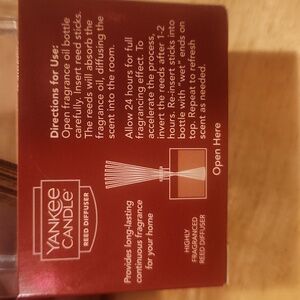 YANKEE
CANDLE®
REED DIFFUSER
Provides long-lasting
continuous fragrance
for your home
HIGHLY
FRAGRANCED
REED DIFFUSER
Directions for Use:
Open fragrance oil bottle
carefully. Insert reed sticks.
The reeds will absorb the
fragrance oil, diffusing the
scent into the room.
Allow 24 hours for full
fragrancing effect. To
accelerate the process,
invert the reeds after 1-2
hours. Re-insert sticks into
bottle with "wet" ends on
top. Repeat to refresh
scent as needed.
Open Here